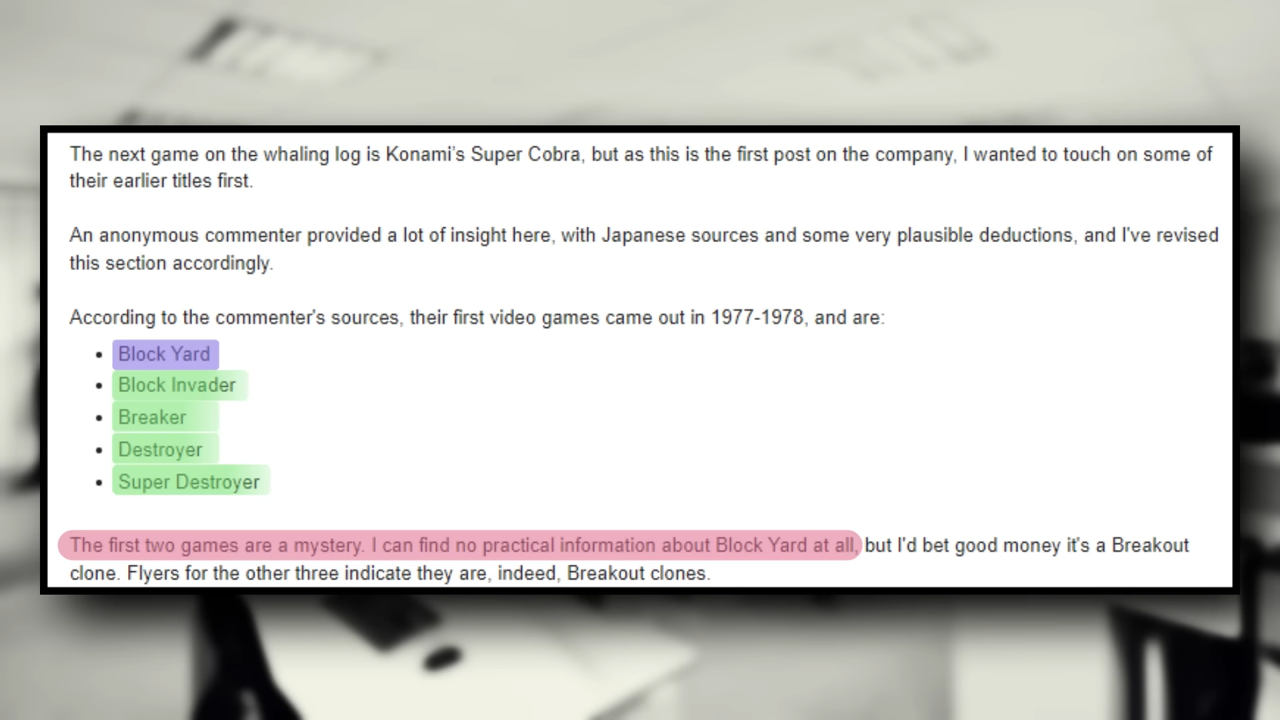 The next game on the whaling log is Konami's Super Cobra, but as this is the first post on the company, I wanted to touch on some of
their earlier titles first.
An anonymous commenter provided a lot of insight here, with Japanese sources and some very plausible deductions, and I've revised
this section accordingly.
According to the commenter's sources, their first video games came out in 1977-1978, and are:
• Block Yard
• Block Invader
• Breaker
• Destroyer
• Super Destroyer
The first two games are a mystery. I can find no practical information about Block Yard at all, but I'd bet good money it's a Breakout
clone. Flyers for the other three indicate they are, indeed, Breakout clones.